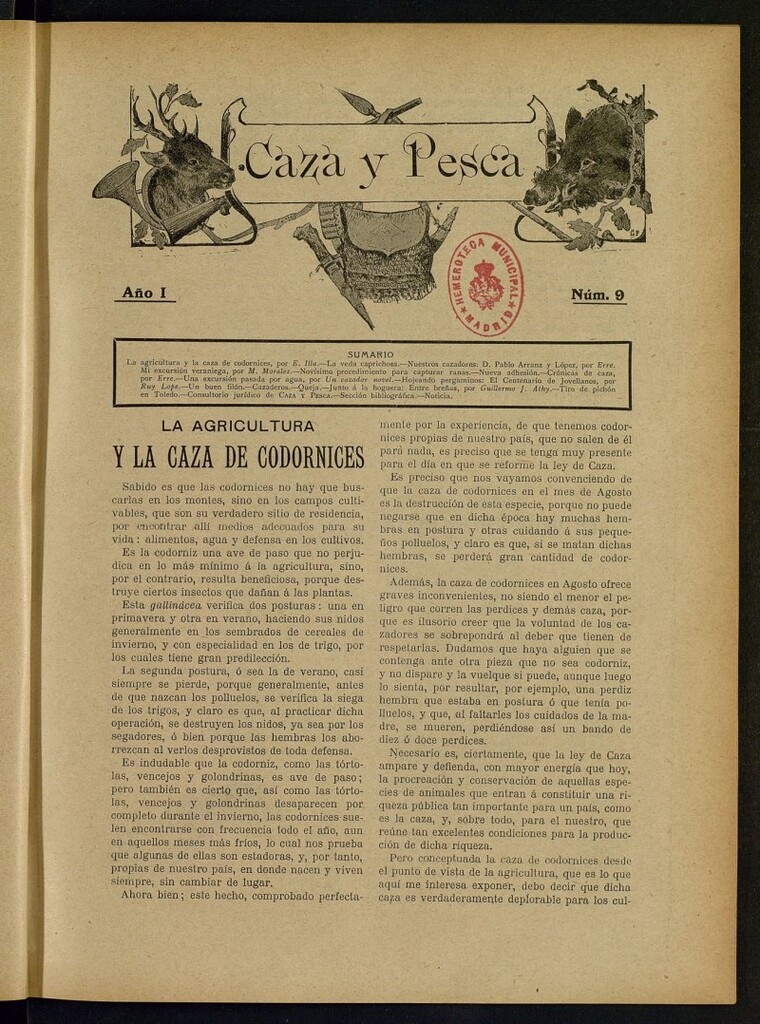 Caza y Pesca
HEMEROTECA MUNICIPAL
MADRID
Año I
Núm. 9
SUMARIO
La agricultura y la caza de codornices, por E. Illa.—La veda caprichosa.—Nuestros cazadores: D. Pablo Arranz y López, por Erre.
Mi excursión veraniega, por M. Morales.—Novísimo procedimiento para capturar ranas.—Nueva adhesión.—Crónicas de caza,
por Erre.—Una excursión pasada por agua, por Un cazador novel.—Hojeando pergaminos: El Centenario de Jovellanos, por
Ruy Lope.—Un buen filón.—Cazaderos.—Queja.—Junto á la hoguera: Entre breñas, por Guillermo J. Athy.—Tiro de pichón
en Toledo.—Consultorio jurídico de CAZA Y PESCA.—Sección bibliográfica.—Noticia.
LA AGRICULTURA
Y LA CAZA DE CODORNICES
Sabido es que las codornices no hay que bus-
carlas en los montes, sino en los campos culti-
vables, que son su verdadero sitio de residencia,
por encontrar allí medios adecuados para su
vida: alimentos, agua y defensa en los cultivos.
Es la codorniz una ave de paso que no perju-
dica en lo más mínimo á la agricultura, sino,
por el contrario, resulta beneficiosa, porque des-
truye ciertos insectos que dañan á las plantas.
Esta gallinácea verifica dos posturas: una en
primavera y otra en verano, haciendo sus nidos
generalmente en los sembrados de cereales de
invierno, y con especialidad en los de trigo, por
los cuales tiene gran predilección.
La segunda postura, ó sea la de verano, casi
siempre se pierde, porque generalmente, antes
de que nazcan los polluelos, se verifica la siega
de los trigos, y claro es que, al practicar dicha
operación, se destruyen los nidos, ya sea por los
segadores, ó bien porque las hembras los abo-
rrezcan al verlos desprovistos de toda defensa.
Es indudable que la codorniz, como las tórto-
las, vencejos y golondrinas, es ave de paso;
pero también es cierto que, así como las tórto-
las, vencejos y golondrinas desaparecen por
completo durante el invierno, las codornices sue-
len encontrarse con frecuencia todo el año, aun
en aquellos meses más fríos, lo cual nos prueba
que algunas de ellas son estadoras, y, por tanto,
propias de nuestro país, en donde nacen y viven
siempre, sin cambiar de lugar.
Ahora bien; este hecho, comprobado perfecta-
mente por la experiencia, de que tenemos codor-
nices propias de nuestro país, que no salen de él
para nada, es preciso que se tenga muy presente
para el día en que se reforme la ley de Caza.
Es preciso que nos vayamos convenciendo de
que la caza de codornices en el mes de Agosto
es la destrucción de esta especie, porque no puede
negarse que en dicha época hay muchas hem-
bras en postura y otras cuidando á sus peque-
ños polluelos, y claro es que, si se matan dichas
hembras, se perderá gran cantidad de codor-
nices.
Además, la caza de codornices en Agosto ofrece
graves inconvenientes, no siendo el menor el pe-
ligro que corren las perdices y demás caza, por-
que es ilusorio creer que la voluntad de los ca-
zadores se sobrepondrá al deber que tienen de
respetarlas. Dudamos que haya alguien que se
contenga ante otra pieza que no sea codorniz,
y no dispare y la vuelque si puede, aunque luego
lo sienta, por resultar, por ejemplo, una perdiz
hembra que estaba en postura ó que tenía po-
lluelos, y que, al faltarles los cuidados de la ma-
dre, se mueren, perdiéndose así un bando de
diez ó doce perdices.
Necesario es, ciertamente, que la ley de Caza
ampare y defienda, con mayor energía que hoy,
la procreación y conservación de aquellas espe-
cies de animales que entran á constituir una ri-
queza pública tan importante para un país, como
es la caza, y, sobre todo, para el nuestro, que
reúne tan excelentes condiciones para la produc-
ción de dicha riqueza.
Pero conceptuada la caza de codornices desde
el punto de vista de la agricultura, que es lo que
aquí me interesa exponer, debo decir que dicha
caza es verdaderamente deplorable para los cul-